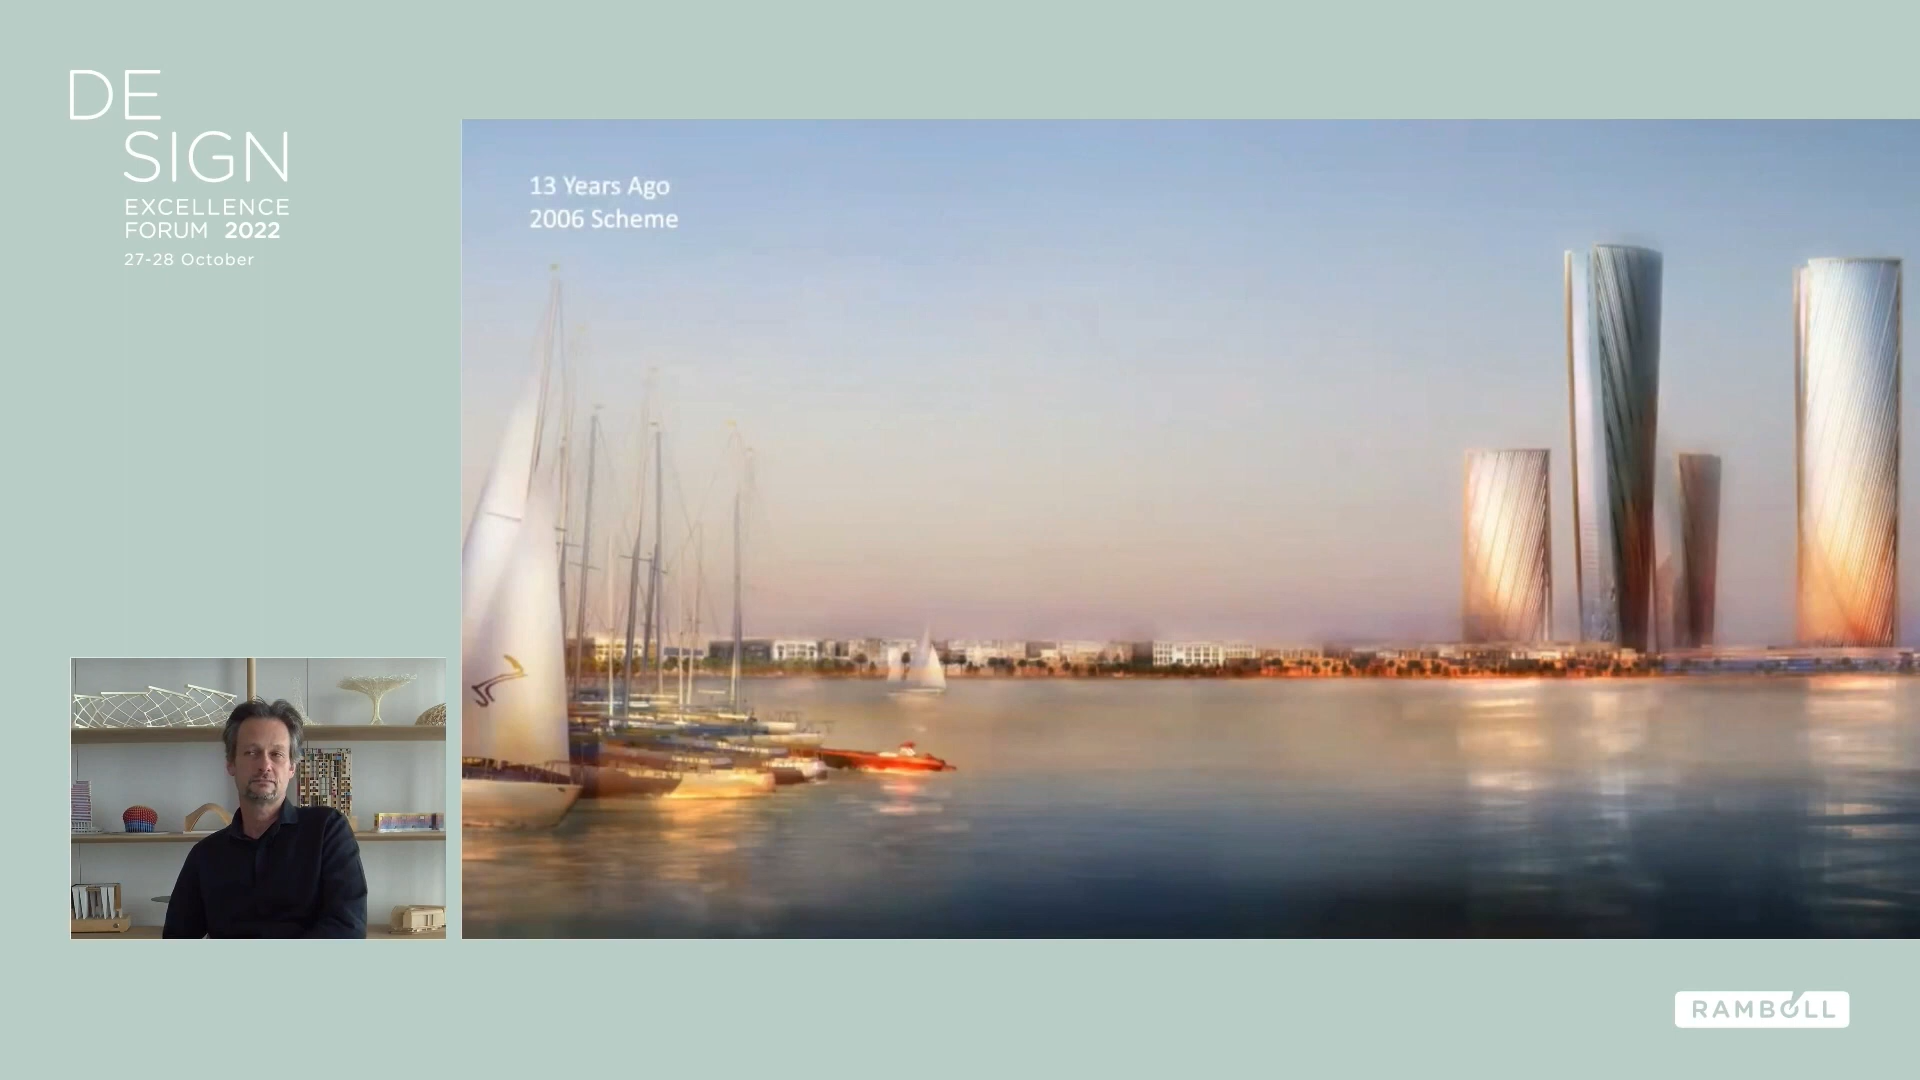 DE
SIGN
EXCELLENCE
FORUM 2022
27-28 October
13 Years Ago
2006 Scheme
RAMBOLL